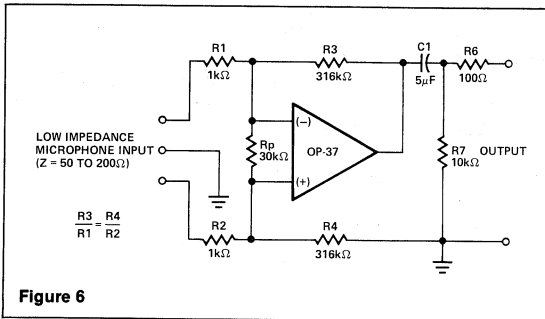 R1
1kΩ
R3
316kΩ
C1
5μF
R6
100Ω
LOW IMPEDANCE
MICROPHONE INPUT
(Z = 50 TO 200Ω)
Rp
30kΩ
(−)
(+)
OP-37
R7
10kΩ
OUTPUT
R3/R1 = R4/R2
R2
1kΩ
R4
316kΩ
Figure 6